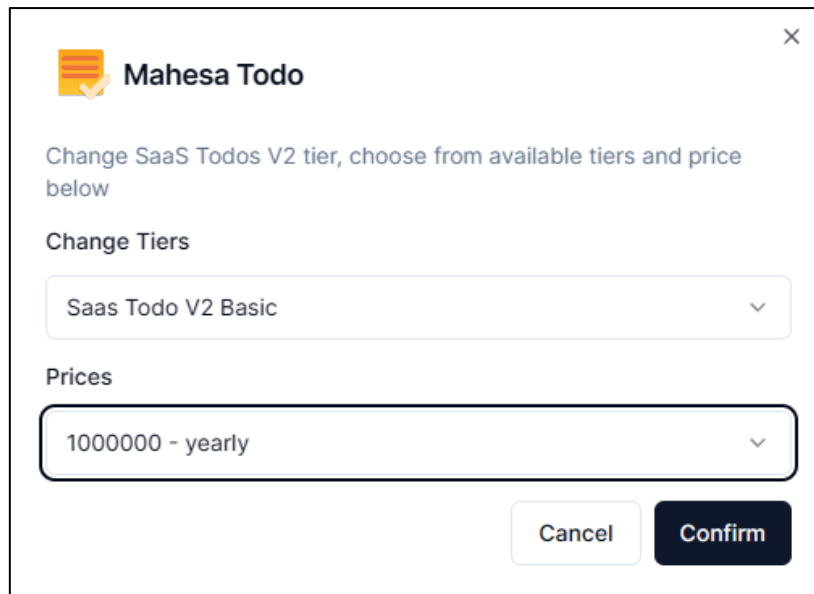 Mahesa Todo
Change SaaS Todos V2 tier, choose from available tiers and price
below
Change Tiers
Saas Todo V2 Basic
Prices
1000000 - yearly
Cancel
Confirm